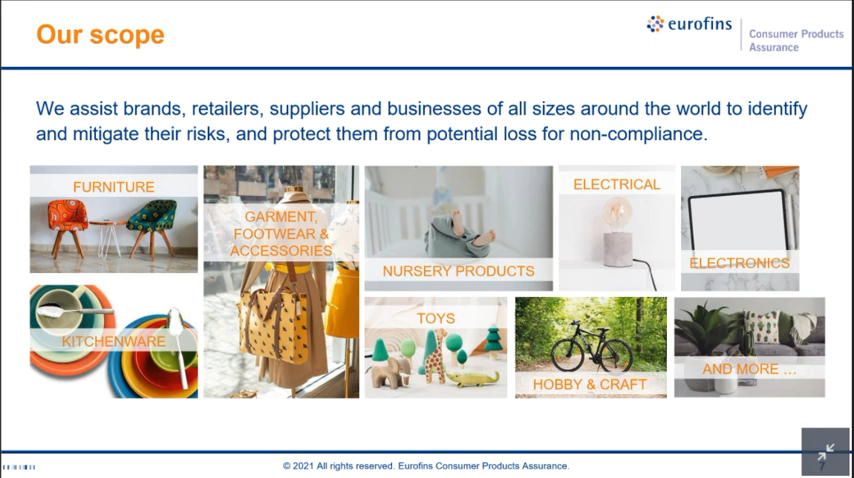 Our scope
eurofins
Consumer Products
Assurance
We assist brands, retailers, suppliers and businesses of all sizes around the world to identify
and mitigate their risks, and protect them from potential loss for non-compliance.
FURNITURE
GARMENT,
FOOTWEAR &
ACCESSORIES
NURSERY PRODUCTS
ELECTRICAL
ELECTRONICS
KITCHENWARE
TOYS
HOBBY & CRAFT
AND MORE …
© 2021 All rights reserved. Eurofins Consumer Products Assurance.
7